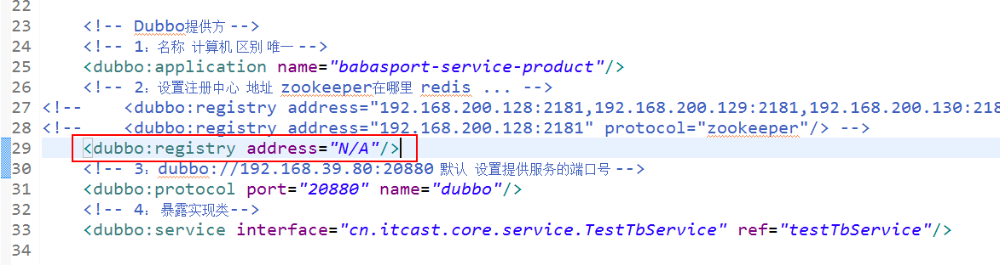 22
23 <!-- Dubbo提供方 -->
24 <!-- 1：名称 计算机 区别 唯一 -->
25 <dubbo:application name="babasport-service-product"/>
26 <!-- 2：设置注册中心 地址 zookeeper在哪里 redis ... -->
27 <!-- <dubbo:registry address="192.168.200.128:2181,192.168.200.129:2181,192.168.200.130:218
28 <!-- <dubbo:registry address="192.168.200.128:2181" protocol="zookeeper"/> -->
29 <dubbo:registry address="N/A"/>
30 <!-- 3：dubbo://192.168.39.80:20880 默认 设置提供服务的端口号 -->
31 <dubbo:protocol port="20880" name="dubbo"/>
32 <!-- 4：暴露实现类-->
33 <dubbo:service interface="cn.itcast.core.service.TestTbService" ref="testTbService"/>
34